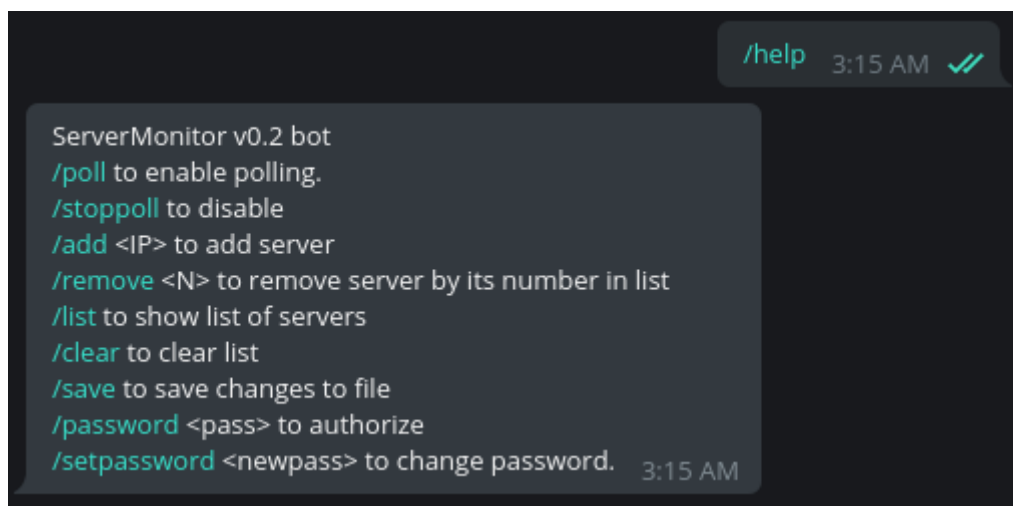 /help 3:15 AM
ServerMonitor v0.2 bot
/poll to enable polling.
/stoppoll to disable
/add <IP> to add server
/remove <N> to remove server by its number in list
/list to show list of servers
/clear to clear list
/save to save changes to file
/password <pass> to authorize
/setpassword <newpass> to change password. 3:15 AM